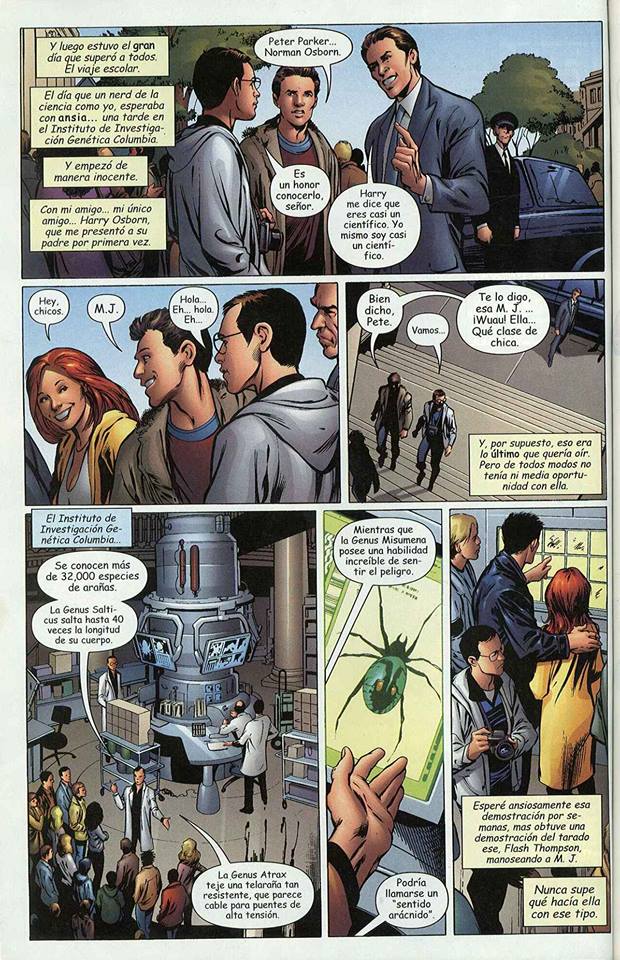 Y luego estuvo el gran
día que superó a todos.
El viaje escolar.
El día que un nerd de la
ciencia como yo, esperaba
con ansia... una tarde en
el Instituto de Investiga-
ción Genética Columbia.
Y empezó de
manera inocente.
Con mi amigo... mi único
amigo... Harry Osborn,
que me presentó a su
padre por primera vez.
Peter Parker...
Norman Osborn.
Es
un honor
conocerlo,
señor.
Harry
me dice que
eres casi un
científico. Yo
mismo soy casi
un cientí-
fico.
Hey,
chicos.
M.J.
Hola...
Eh... hola.
Eh...
Bien
dicho,
Pete.
Vamos...
Te lo digo,
esa M. J. ...
¡Wuau! Ella...
Qué clase de
chica.
Y, por supuesto, eso era
lo último que quería oír.
Pero de todos modos no
tenía ni media oportu-
nidad con ella.
El Instituto de
Investigación Ge-
nética Columbia...
Se conocen más
de 32,000 especies
de arañas.
La Genus Salti-
cus salta hasta 40
veces la longitud
de su cuerpo.
La Genus Atrax
teje una telaraña tan
resistente, que parece
cable para puentes de
alta tensión.
Mientras que
la Genus Misumena
posee una habilidad
increíble de sen-
tir el peligro.
Podría
llamarse un
"sentido
arácnido".
Esperé ansiosamente esa
demostración por se-
manas, mas obtuve una
demostración del tarado
ese, Flash Thompson,
manoseando a M. J.
Nunca supe
qué hacía ella
con ese tipo.